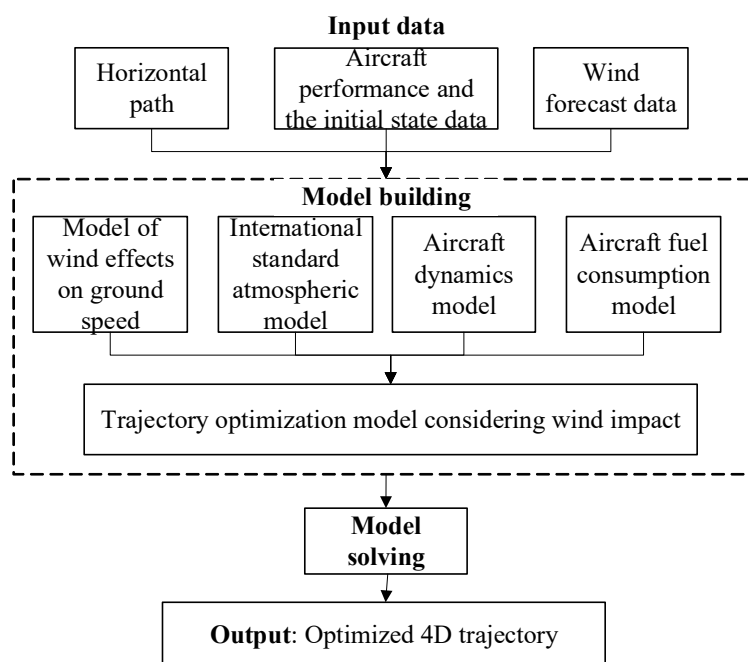 Input data
Horizontal
path
Aircraft
performance and
the initial state data
Wind
forecast data
Model building
Model of
wind effects
on ground
speed
International
standard
atmospheric
model
Aircraft
dynamics
model
Aircraft fuel
consumption
model
Trajectory optimization model considering wind impact
Model
solving
Output: Optimized 4D trajectory